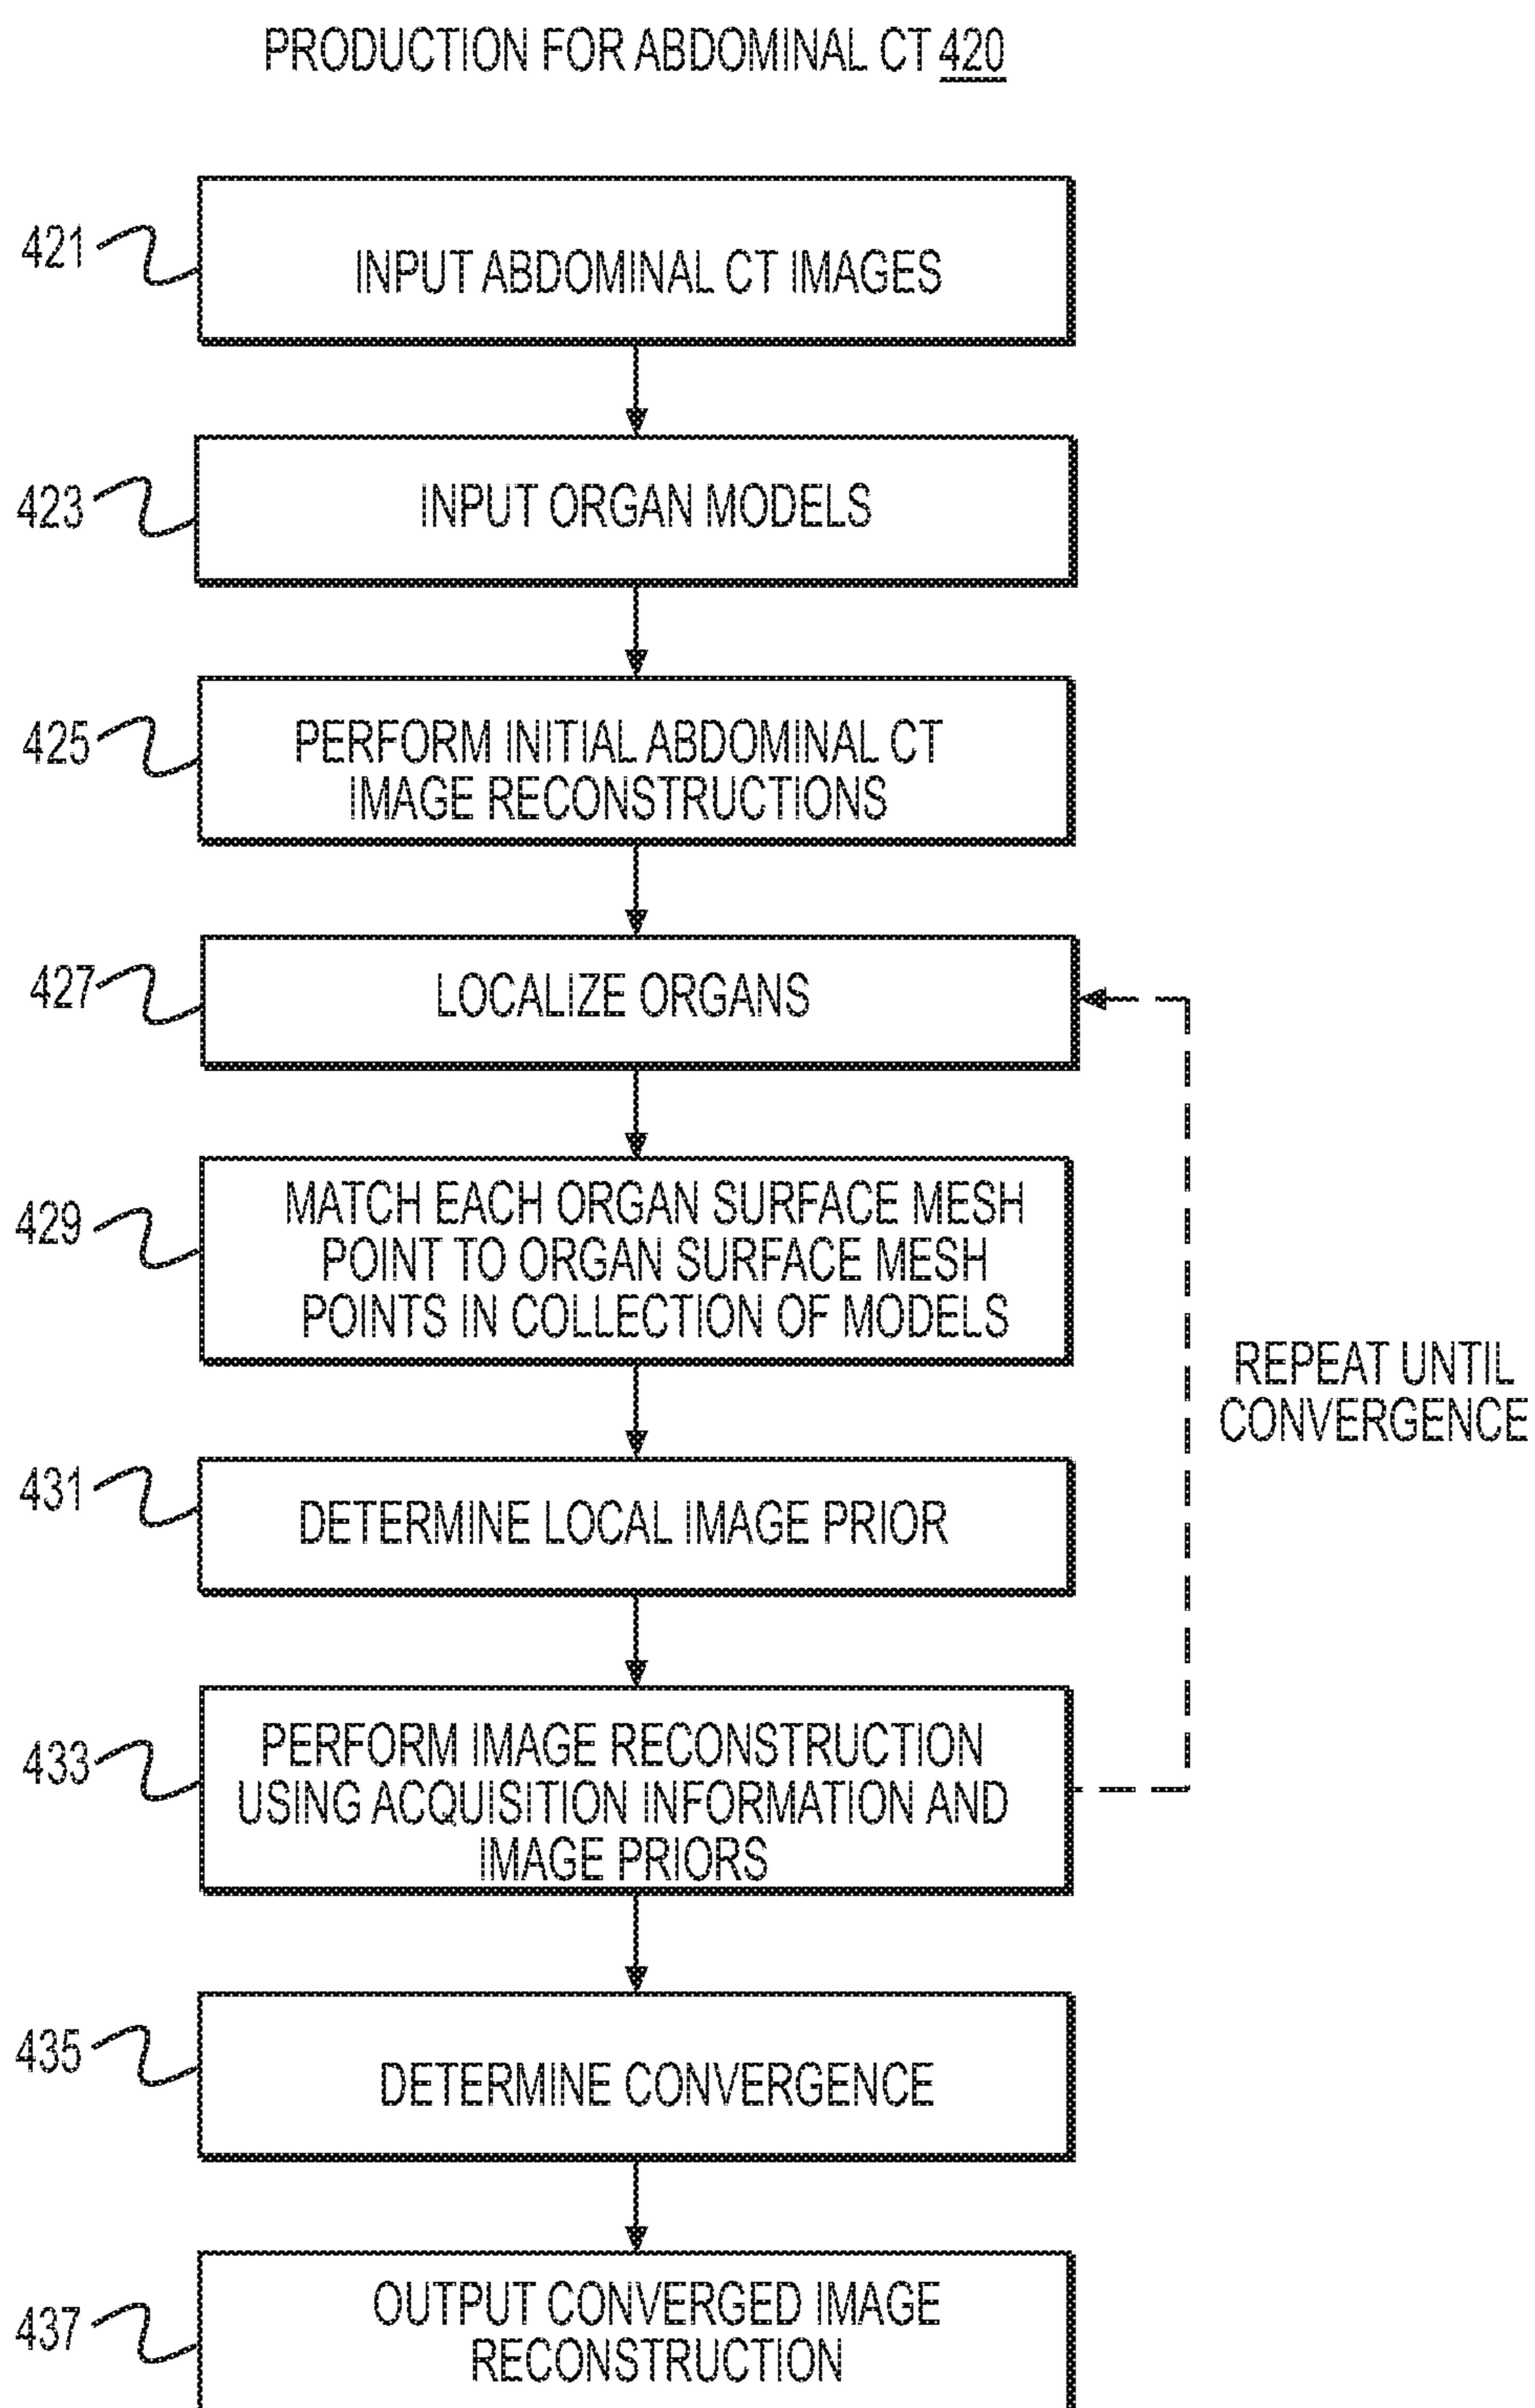 PRODUCTION FOR ABDOMINAL CT 420
421
INPUT ABDOMINAL CT IMAGES
423
INPUT ORGAN MODELS
425
PERFORM INITIAL ABDOMINAL CT
IMAGE RECONSTRUCTIONS
427
LOCALIZE ORGANS
429
MATCH EACH ORGAN SURFACE MESH
POINT TO ORGAN SURFACE MESH
POINTS IN COLLECTION OF MODELS
REPEAT UNTIL
CONVERGENCE
431
DETERMINE LOCAL IMAGE PRIOR
433
PERFORM IMAGE RECONSTRUCTION
USING ACQUISITION INFORMATION AND
IMAGE PRIORS
435
DETERMINE CONVERGENCE
437
OUTPUT CONVERGED IMAGE
RECONSTRUCTION